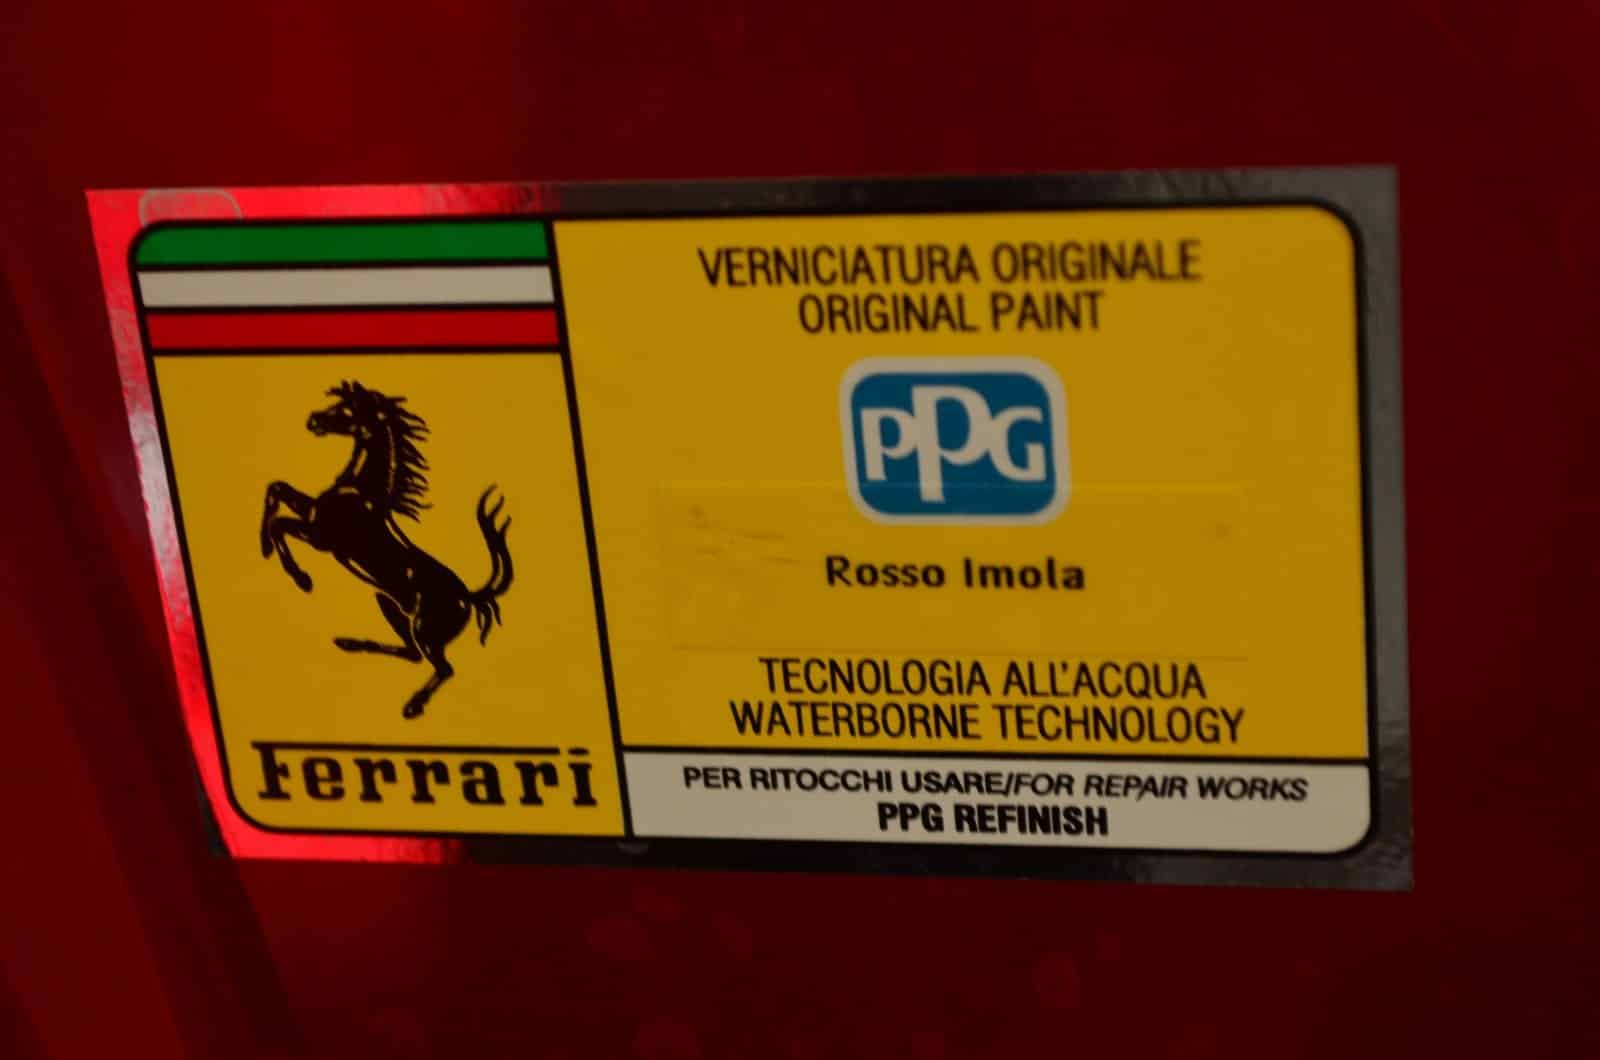 VERNICIATURA ORIGINALE
ORIGINAL PAINT
PPG
Rosso Imola
TECNOLOGIA ALL'ACQUA
WATERBORNE TECHNOLOGY
Ferrari
PER RITOCCHI USARE/FOR REPAIR WORKS
PPG REFINISH